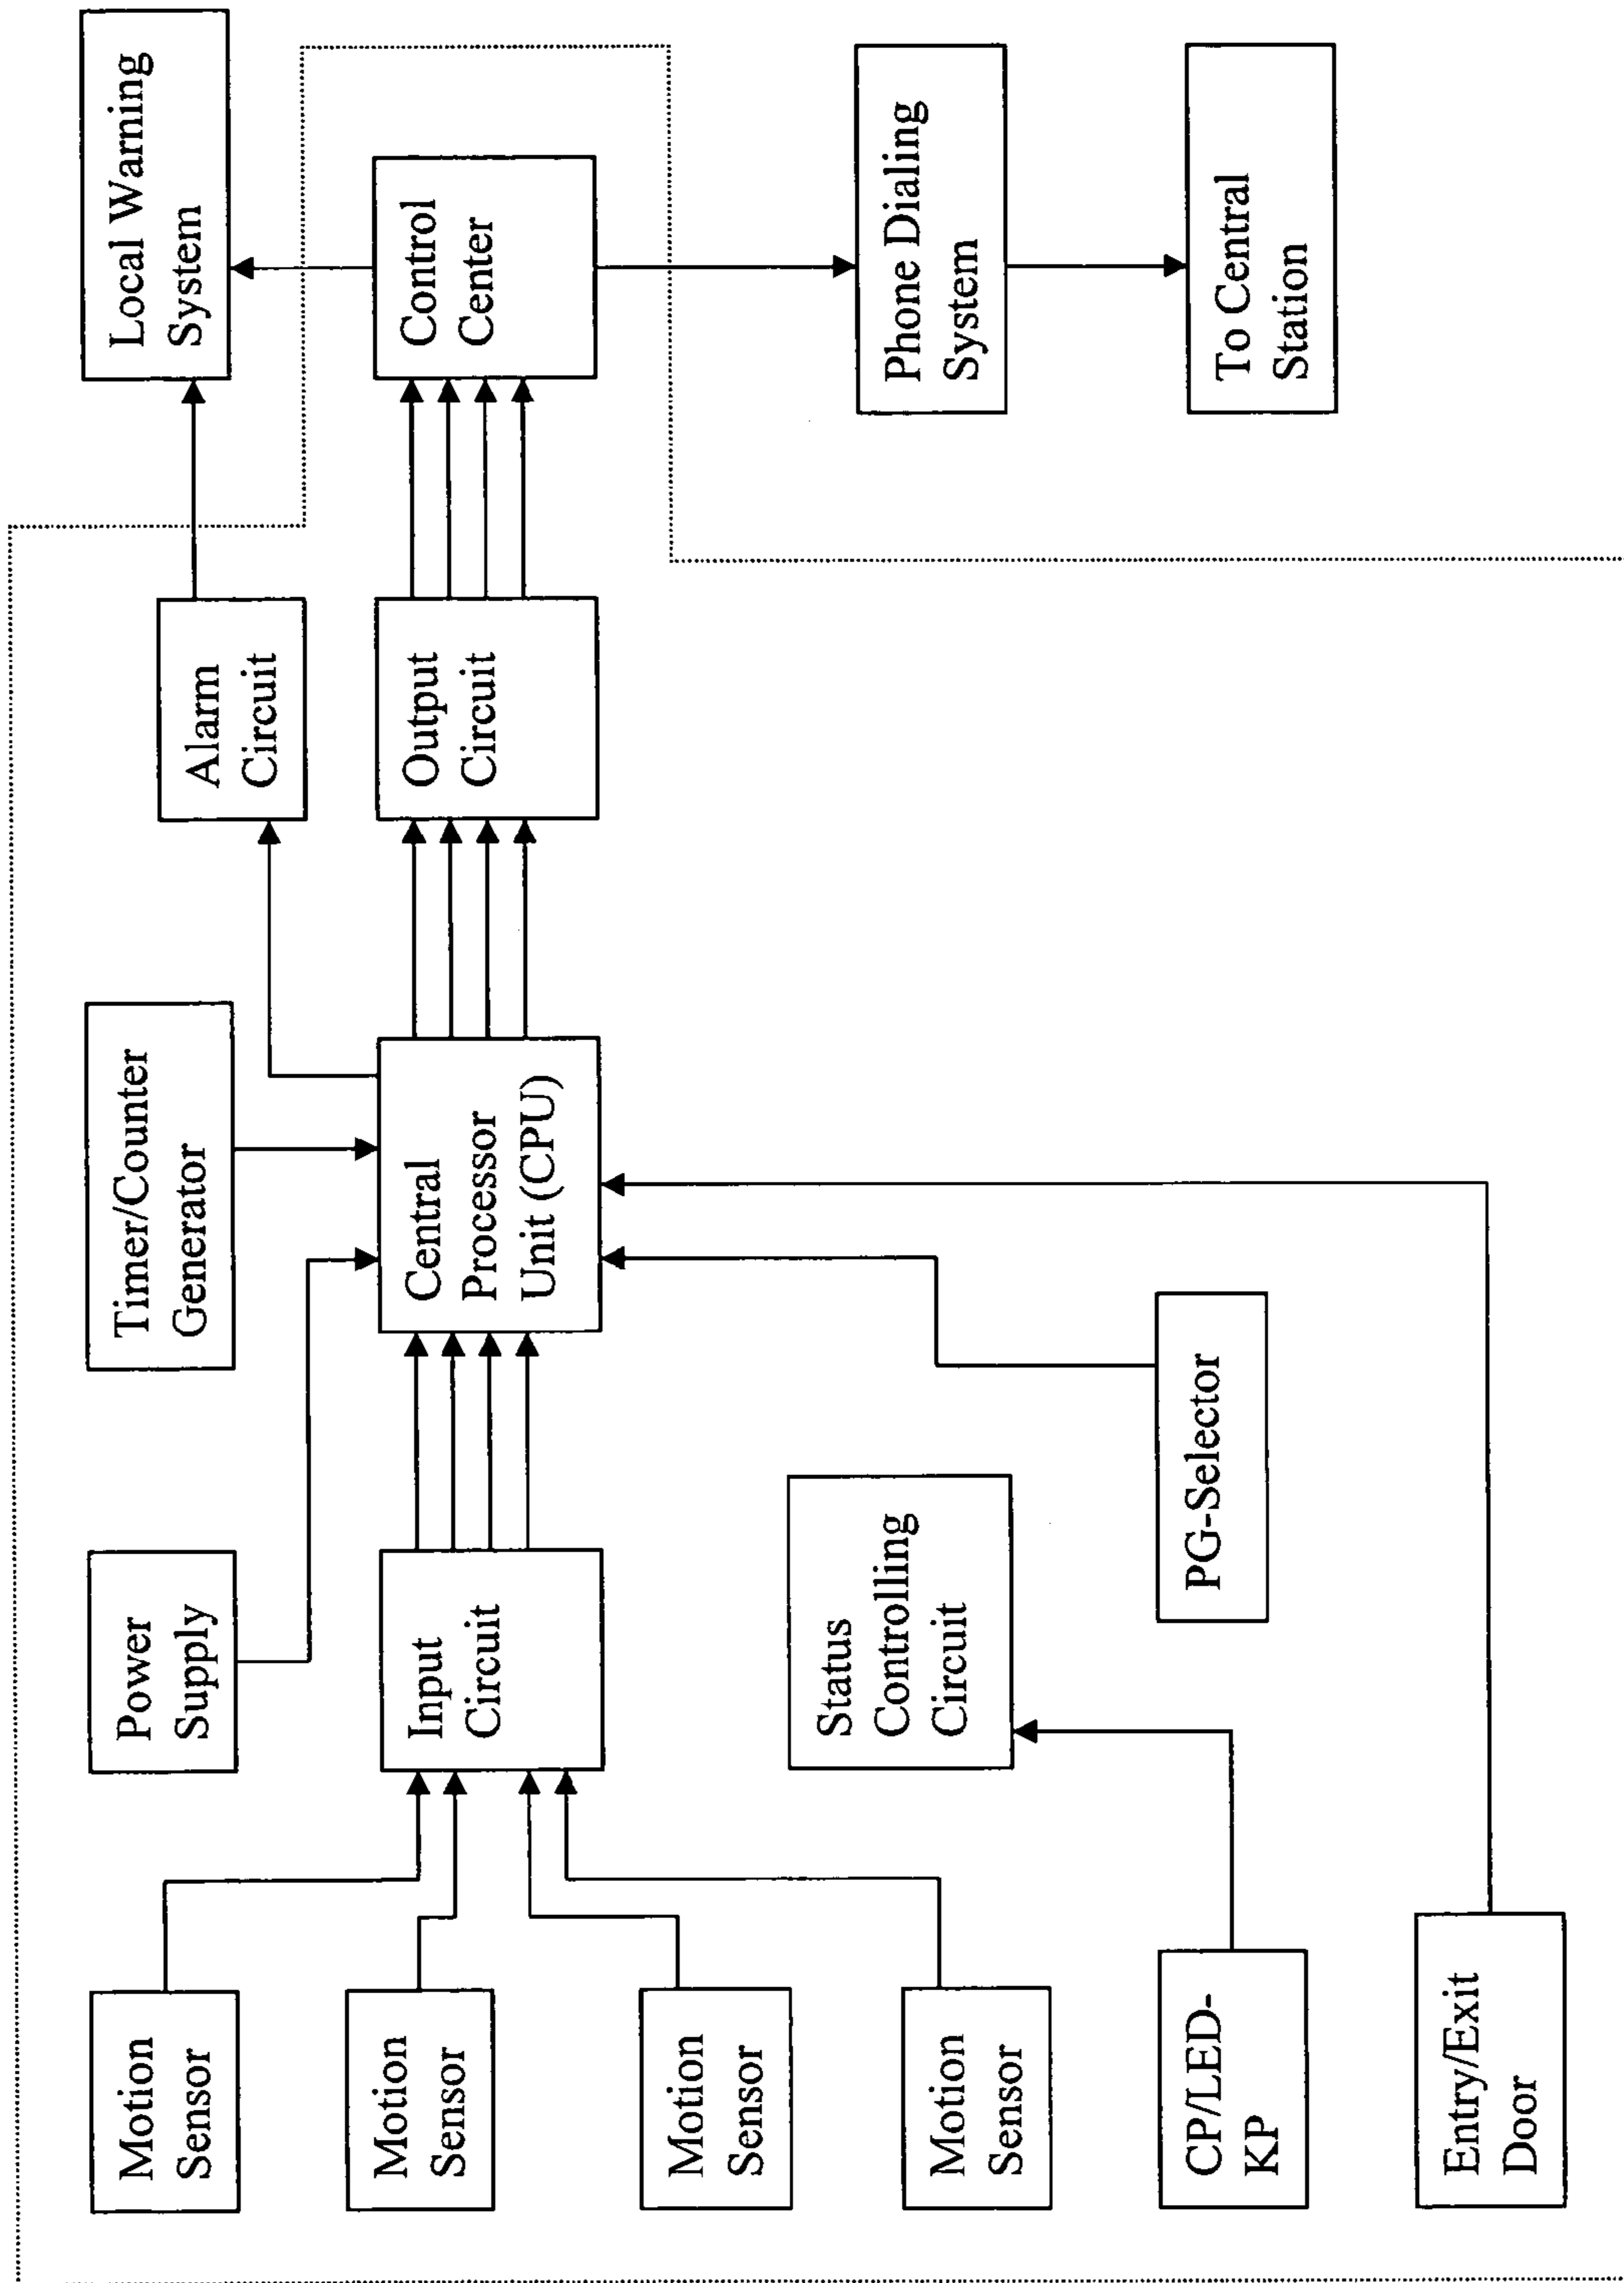 Motion
Sensor
Motion
Sensor
Motion
Sensor
Motion
Sensor
CP/LED-
KP
Entry/Exit
Door
Power
Supply
Input
Circuit
Status
Controlling
Circuit
PG-Selector
Timer/Counter
Generator
Central
Processor
Unit (CPU)
Alarm
Circuit
Output
Circuit
Local Warning
System
Control
Center
Phone Dialing
System
To Central
Station